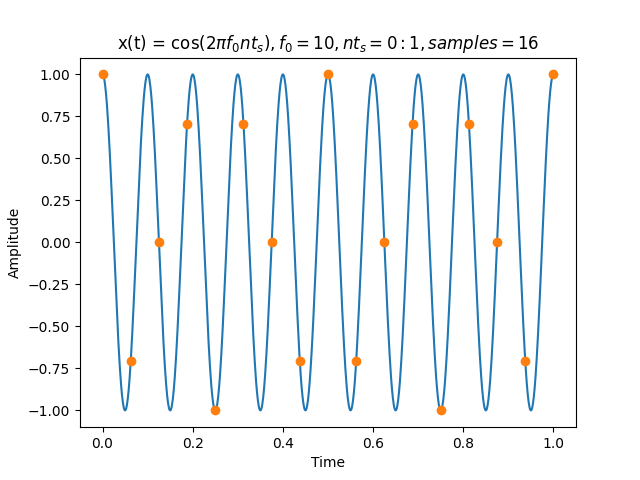 x(t) = cos(2πf₀ntₛ), f₀ = 10, ntₛ = 0 : 1, samples = 16
1.00
0.75
0.50
0.25
0.00
−0.25
−0.50
−0.75
−1.00
Amplitude
0.0 0.2 0.4 0.6 0.8 1.0
Time